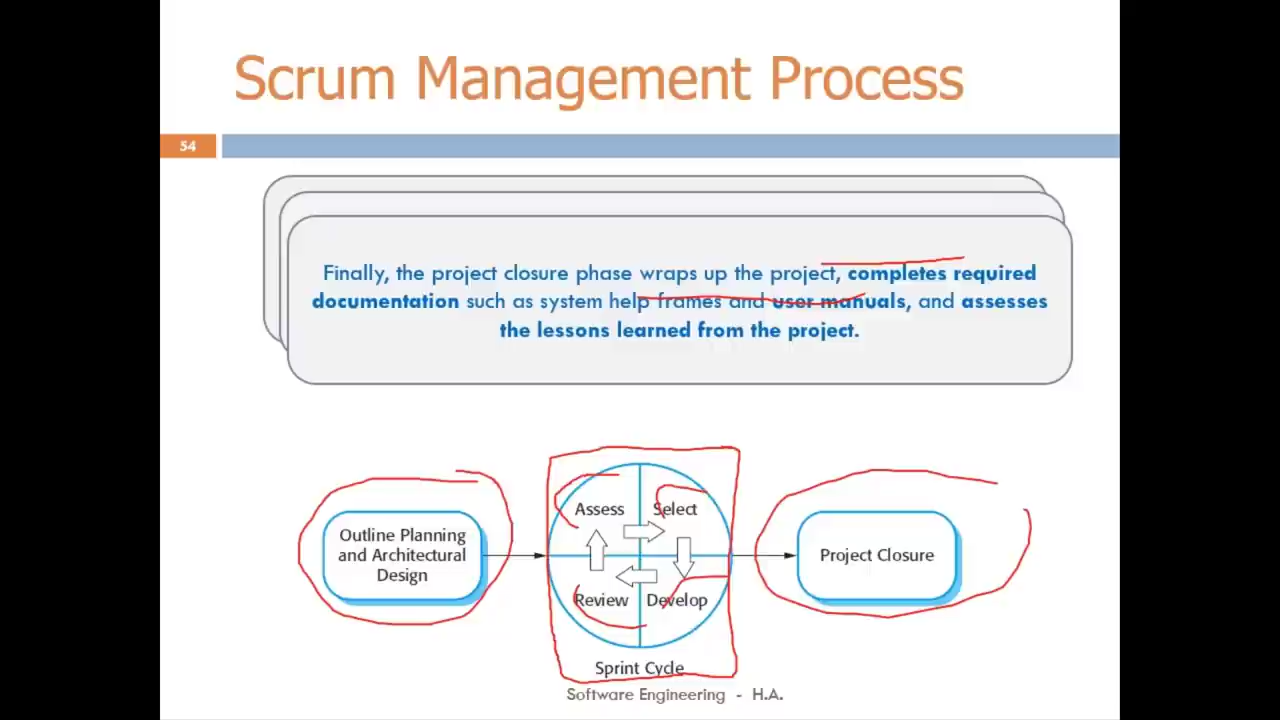 Scrum Management Process
54
Finally, the project closure phase wraps up the project, completes required
documentation such as system help frames and user manuals, and assesses
the lessons learned from the project.
Outline Planning
and Architectural
Design
Assess
Select
Review
Develop
Sprint Cycle
Project Closure
Software Engineering - H.A.